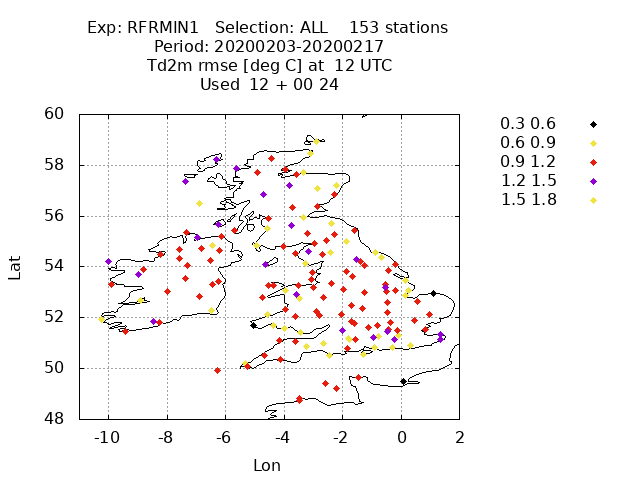 Exp: RFRMIN1 Selection: ALL 153 stations
Period: 20200203-20200217
Td2m rmse [deg C] at 12 UTC
Used 12 + 00 24
60
58
56
54
52
50
48
Lat
-10 -8 -6 -4 -2 0 2
Lon
0.3 0.6
0.6 0.9
0.9 1.2
1.2 1.5
1.5 1.8